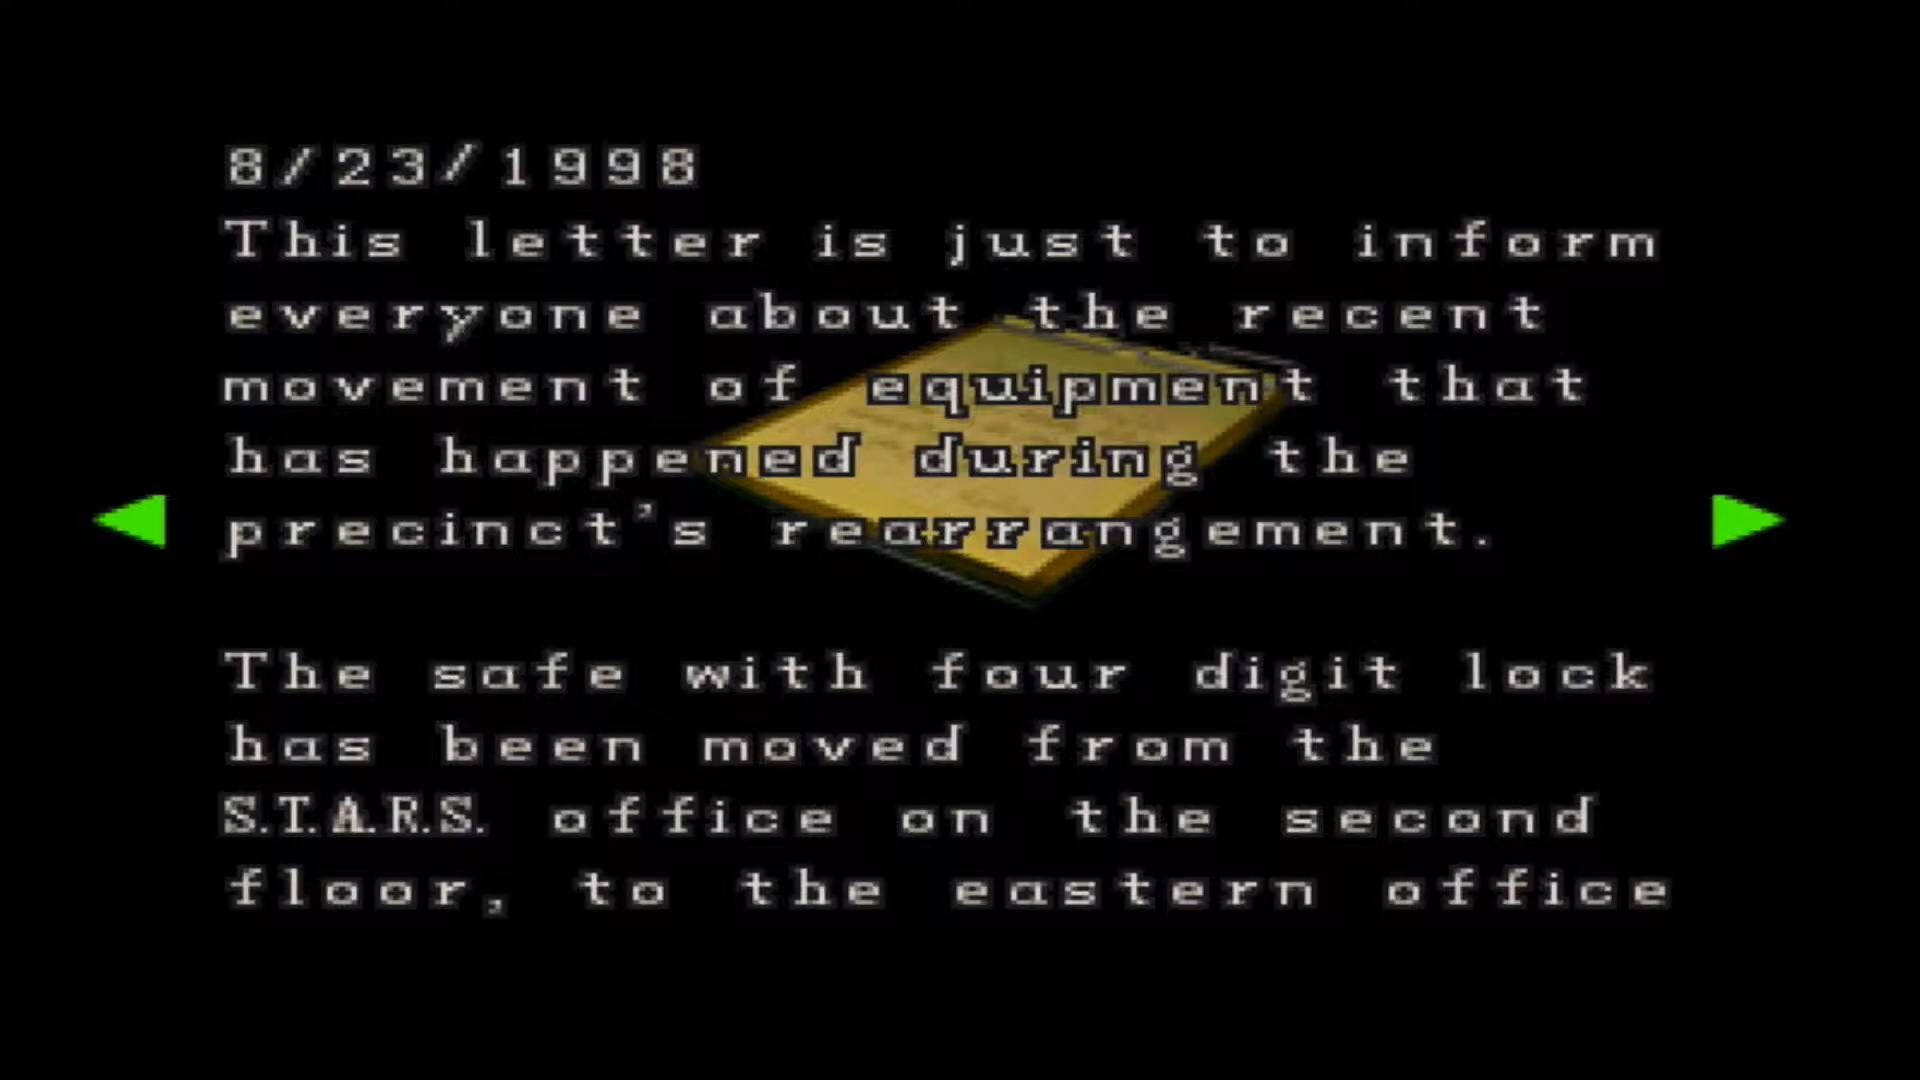 8/23/1998
This letter is just to inform
everyone about the recent
movement of equipment that
has happened during the
precinct's rearrangement.
The safe with four digit lock
has been moved from the
S.T.A.R.S. office on the second
floor, to the eastern office